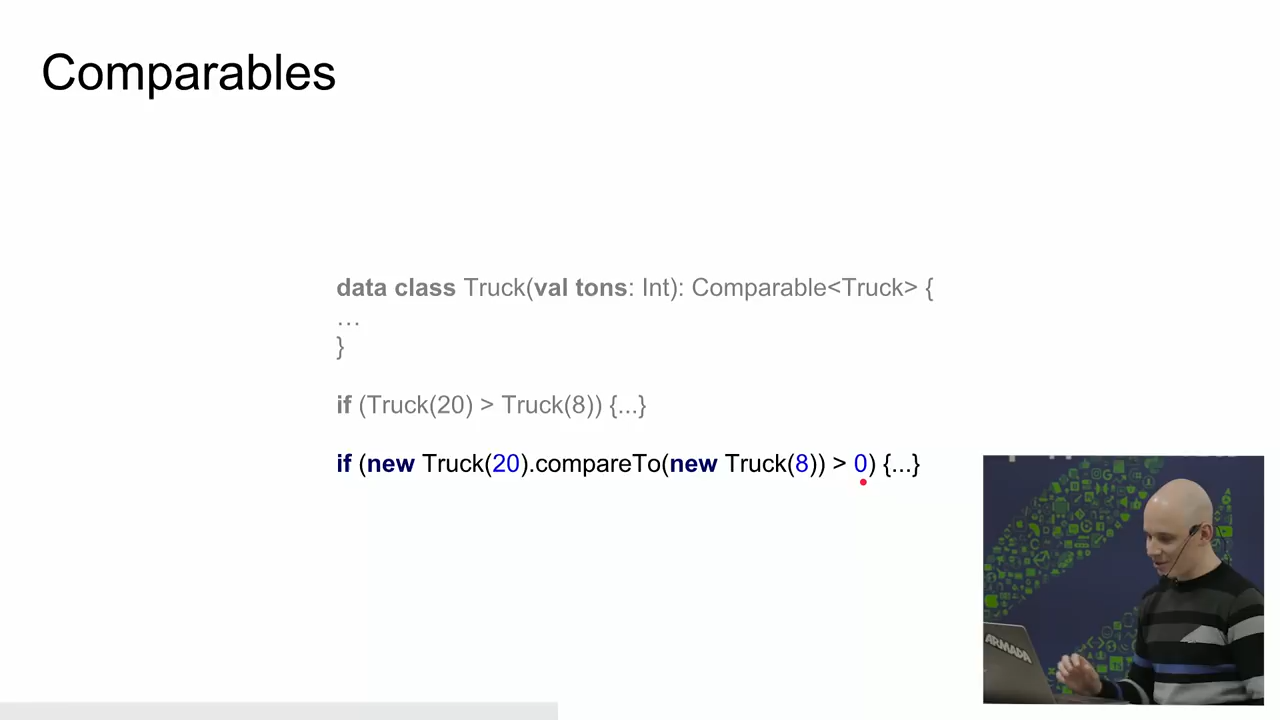 Comparables
data class Truck(val tons: Int): Comparable<Truck> {
…
}
if (Truck(20) > Truck(8)) {...}
if (new Truck(20).compareTo(new Truck(8)) > 0) {...}
ARMADA